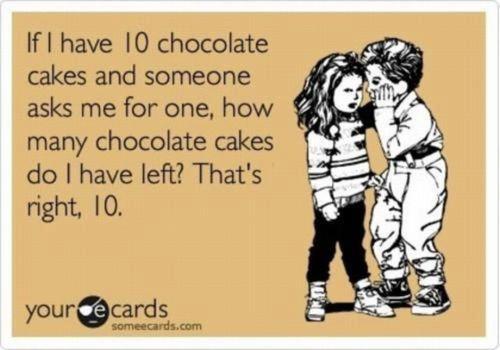 If I have 10 chocolate
cakes and someone
asks me for one, how
many chocolate cakes
do I have left? That's
right, 10.
your e cards
someecards.com